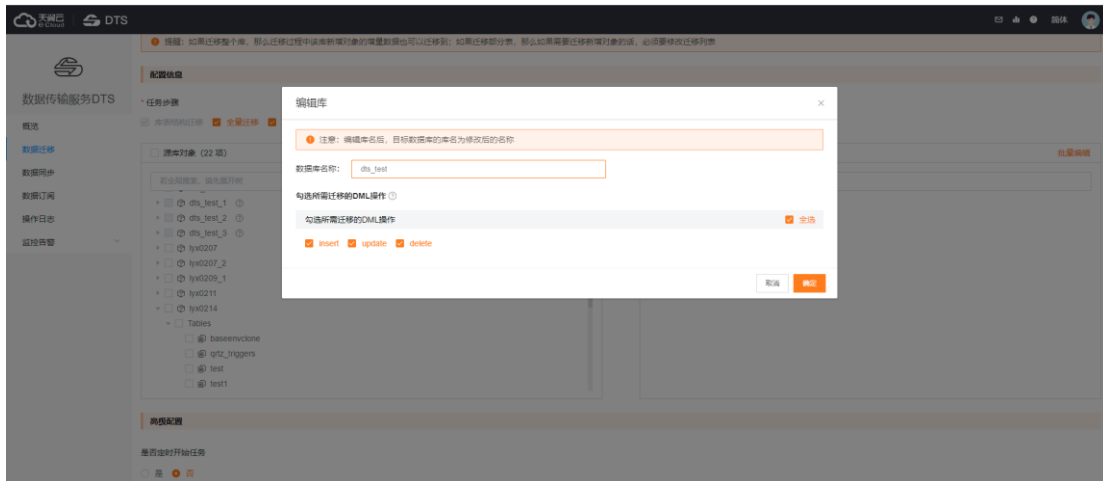 天翼云
e Cloud
DTS
简体
提醒：如果迁移整个库，那么迁移过程中该库新增对象的增量数据也可以迁移到；如果迁移部分表，那么如果需要迁移新增对象的话，必须要修改迁移列表
数据传输服务DTS
概览
数据迁移
数据同步
数据订阅
操作日志
监控告警
配置信息
* 任务步骤
库表结构迁移 全量迁移
源库对象 (22 项)
批量编辑
若全局搜索，请先展开树
dts_test_1
dts_test_2
dts_test_3
lyx0207
lyx0207_2
lyx0209_1
lyx0211
lyx0214
Tables
baseenvclone
qrtz_triggers
test
test1
编辑库
注意：编辑库名后，目标数据库的库名为修改后的名称
数据库名称： dts_test
勾选所需迁移的DML操作
勾选所需迁移的DML操作 全选
insert update delete
取消 确定
高级配置
是否定时开始任务
是 否